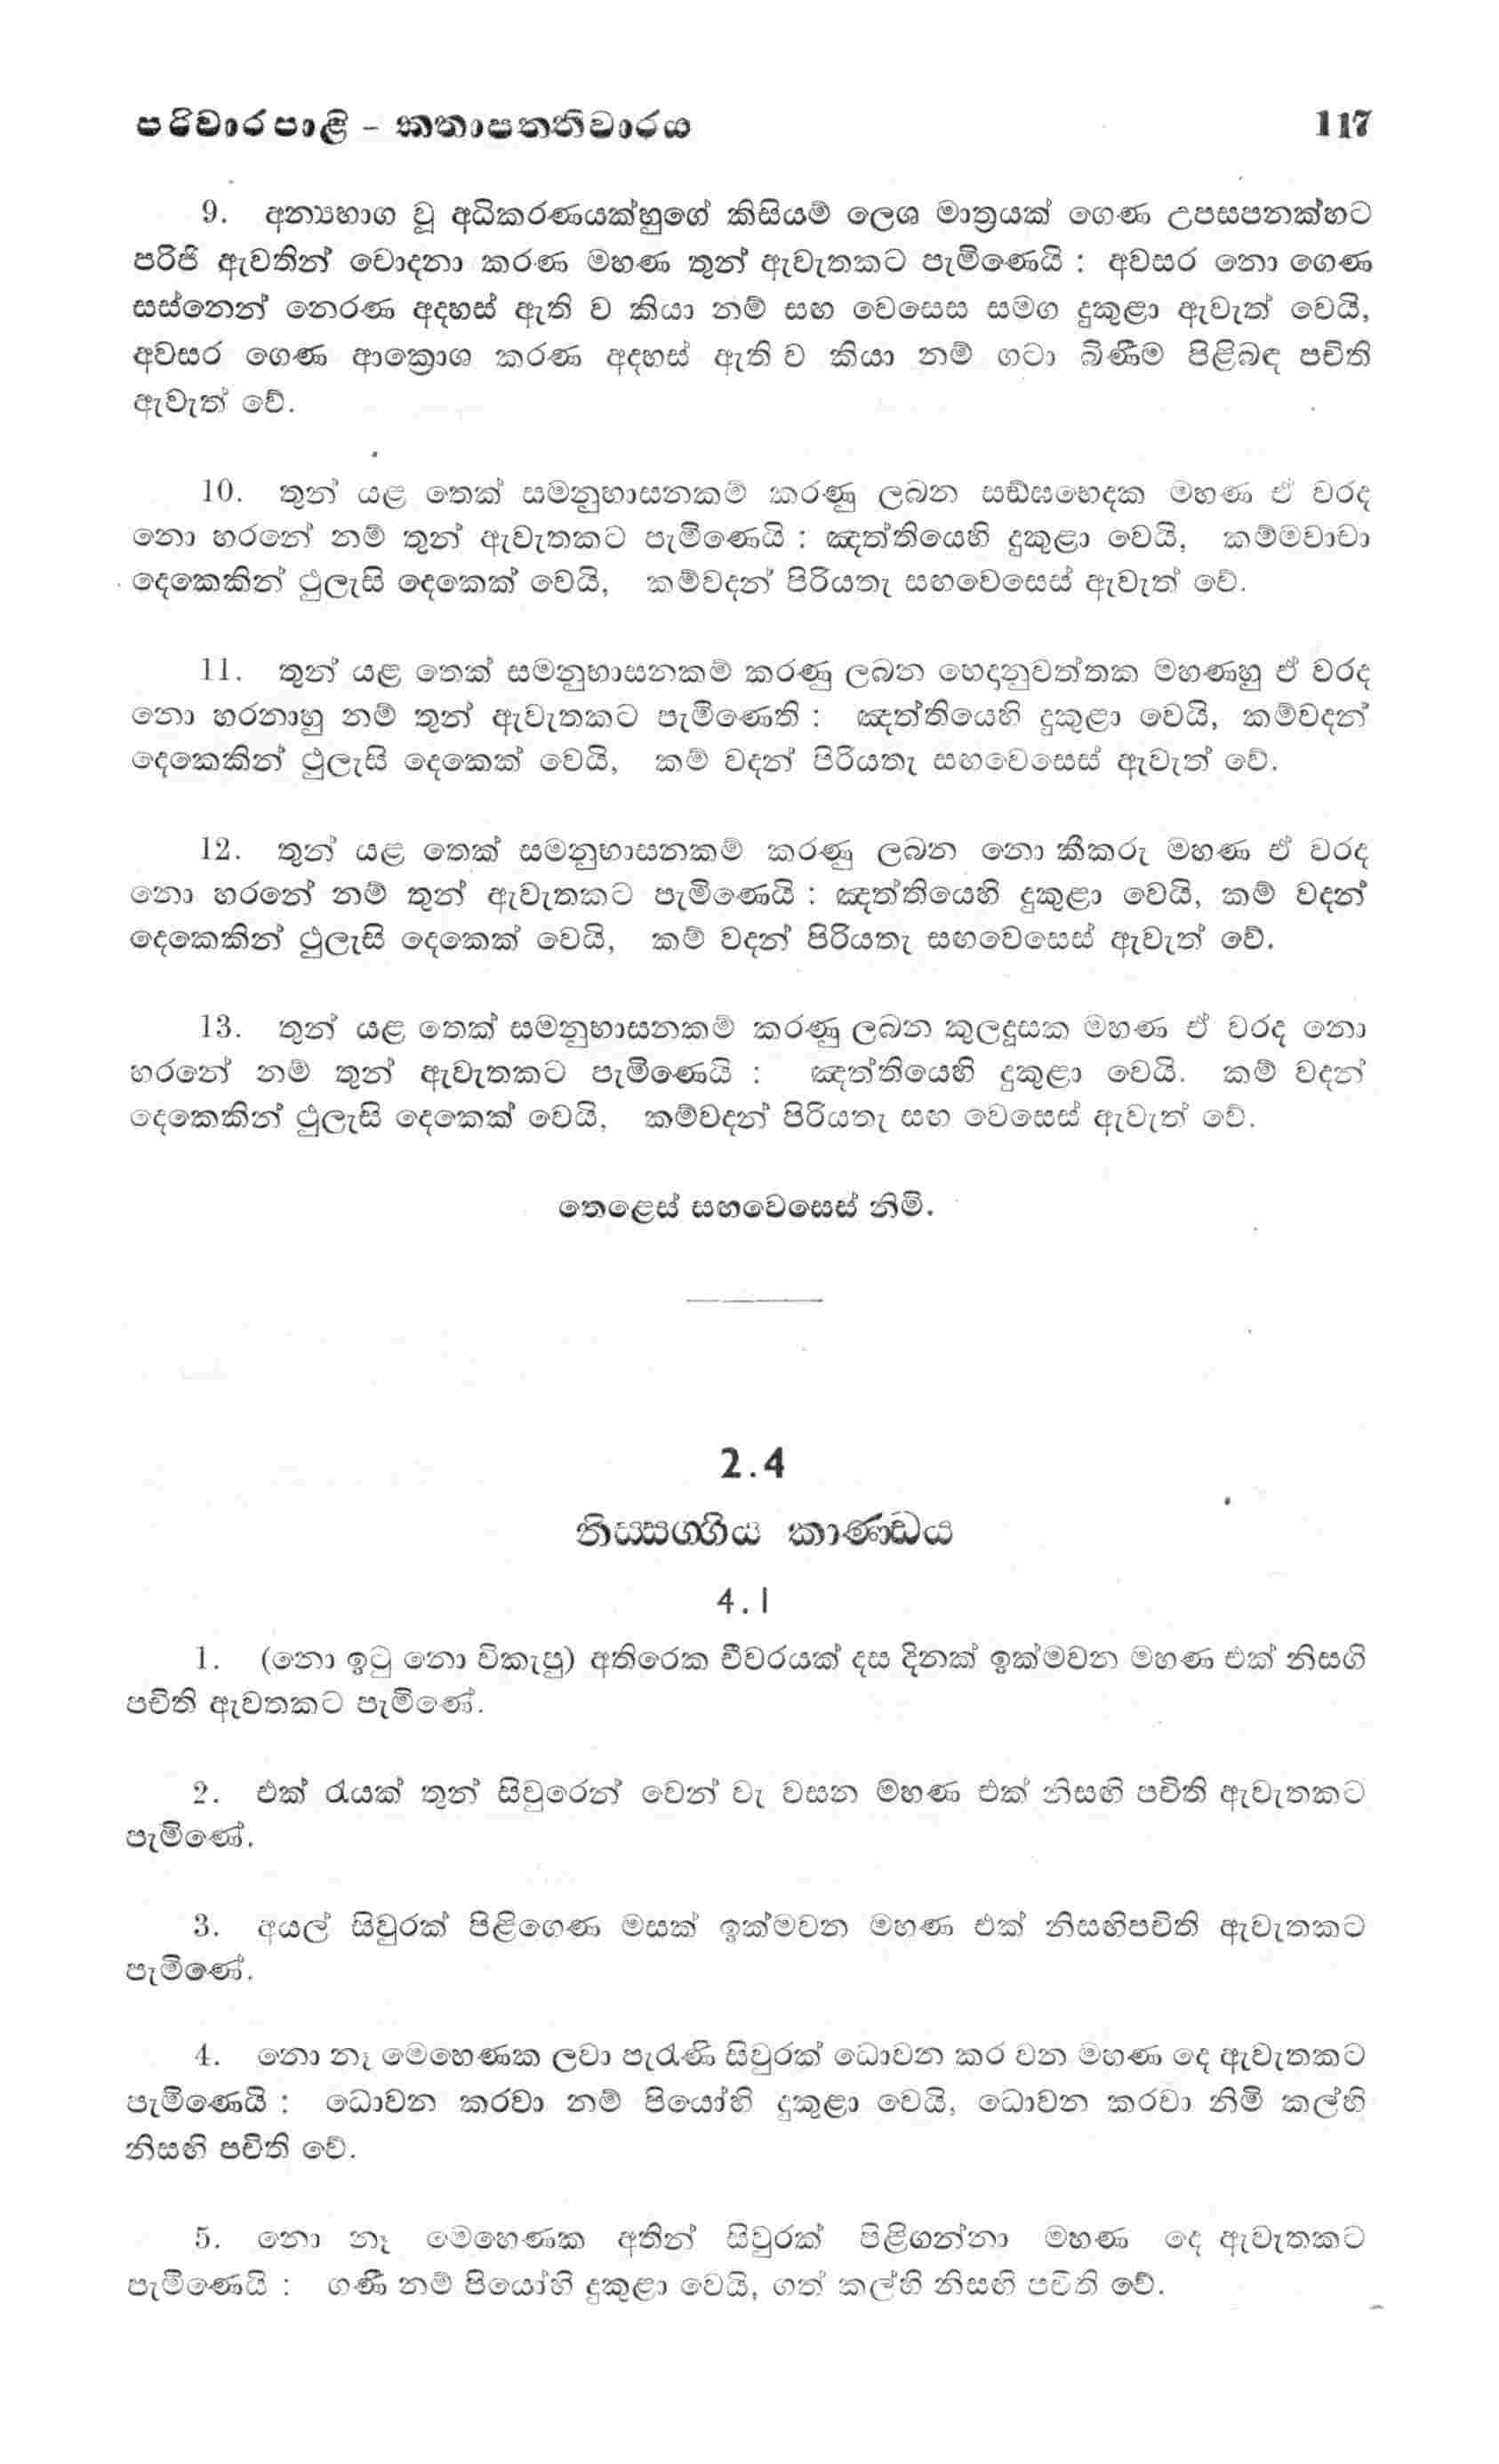 පරිවාරපාළි – කතාපතතිවාරය 117
9. අන්‍යභාග වූ අධිකරණයක්හුගේ කිසියම් ලෙශ මාත්‍රයක් ගෙණ උපසපනක්හට
පරිජි ඇවතින් චොදනා කරණ මහණ තුන් ඇවැතකට පැමිණෙයි : අවසර නො ගෙණ
සස්නෙන් නෙරණ අදහස් ඇති ව කියා නම් සඟ වෙසෙස සමග දුකුළා ඇවැත් වෙයි,
අවසර ගෙණ ආක්‍රොශ කරණ අදහස් ඇති ව කියා නම් ගටා බිණීම පිළිබඳ පචිති
ඇවැත් වේ.
10. තුන් යළ තෙක් සමනුභාසනකම් කරණු ලබන සඞ්ඝභෙදක මහණ ඒ වරද
නො හරනේ නම් තුන් ඇවැතකට පැමිණෙයි : ඤත්තියෙහි දුකුළා වෙයි, කම්මවාචා
දෙකෙකින් ථුලැසි දෙකෙක් වෙයි, කම්වදන් පිරියතැ සඟවෙසෙස් ඇවැත් වේ.
11. තුන් යළ තෙක් සමනුභාසනකම් කරණු ලබන භෙදනුවත්තක මහණහු ඒ වරද
නො හරනාහු නම් තුන් ඇවැතකට පැමිණෙති : ඤත්තියෙහි දුකුළා වෙයි, කම්වදන්
දෙකෙකින් ථුලැසි දෙකෙක් වෙයි, කම් වදන් පිරියතැ සඟවෙසෙස් ඇවැත් වේ.
12. තුන් යළ තෙක් සමනුභාසනකම් කරණු ලබන නො කීකරු මහණ ඒ වරද
නො හරනේ නම් තුන් ඇවැතකට පැමිණෙයි : ඤත්තියෙහි දුකුළා වෙයි, කම් වදන්
දෙකෙකින් ථුලැසි දෙකෙක් වෙයි, කම් වදන් පිරියතැ සඟවෙසෙස් ඇවැත් වේ.
13. තුන් යළ තෙක් සමනුභාසනකම් කරණු ලබන කුලදූසක මහණ ඒ වරද නො
හරනේ නම් තුන් ඇවැතකට පැමිණෙයි : ඤත්තියෙහි දුකුළා වෙයි. කම් වදන්
දෙකෙකින් ථුලැසි දෙකෙක් වෙයි, කම්වදන් පිරියතැ සඟ වෙසෙස් ඇවැත් වේ.
තෙළෙස් සඟවෙසෙස් නිමි.
2.4
නිස‍්සග‍්ගිය කාණ‍්ඩය
4.1
1. (නො ඉටු නො විකැපු) අතිරෙක චීවරයක් දස දිනක් ඉක්මවන මහණ එක් නිසගි
පචිති ඇවතකට පැමිණේ.
2. එක් රැයක් තුන් සිවුරෙන් වෙන් වැ වසන මහණ එක් නිසඟි පචිති ඇවැතකට
පැමිණේ.
3. අයල් සිවුරක් පිළිගෙණ මසක් ඉක්මවන මහණ එක් නිසඟිපචිති ඇවැතකට
පැමිණේ.
4. නො නෑ මෙහෙණක ලවා පැරැණි සිවුරක් ධොවන කර වන මහණ දෙ ඇවැතකට
පැමිණෙයි : ධොවන කරවා නම් පියෝහි දුකුළා වෙයි, ධොවන කරවා නිමි කල්හි
නිසඟි පචිති වේ.
5. නො නෑ මෙහෙණක අතින් සිවුරක් පිළිගන්නා මහණ දෙ ඇවැතකට
පැමිණෙයි : ගණී නම් පියෝහි දුකුළා වෙයි, ගත් කල්හි නිසඟි පචිති වේ.